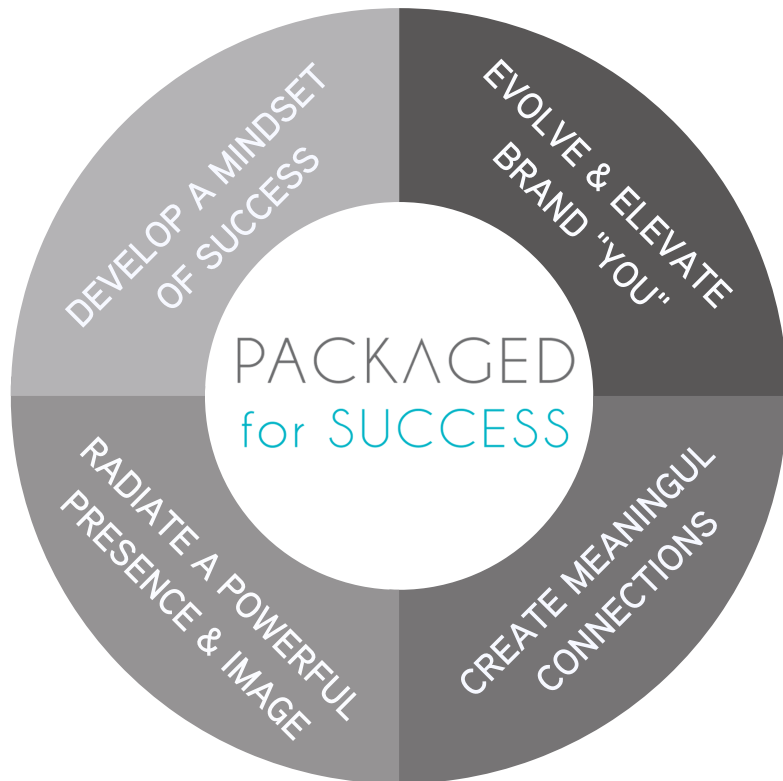 DEVELOP A MINDSET
OF SUCCESS
EVOLVE & ELEVATE
BRAND "YOU"
PACKAGED
for SUCCESS
RADIATE A POWERFUL
PRESENCE & IMAGE
CREATE MEANINGUL
CONNECTIONS